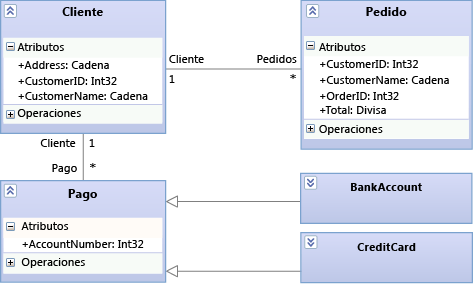 Cliente
Atributos
+Address: Cadena
+CustomerID: Int32
+CustomerName: Cadena
Operaciones
Cliente
1
Pedidos
*
Pedido
Atributos
+CustomerID: Int32
+CustomerName: Cadena
+OrderID: Int32
+Total: Divisa
Operaciones
Cliente
1
Pago
*
Pago
Atributos
+AccountNumber: Int32
Operaciones
BankAccount
CreditCard